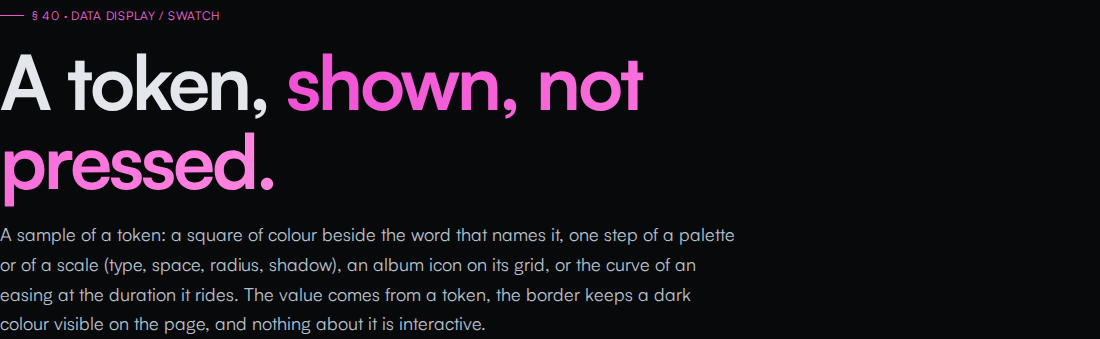 § 40 · DATA DISPLAY / SWATCH
A token, shown, not
pressed.
A sample of a token: a square of colour beside the word that names it, one step of a palette
or of a scale (type, space, radius, shadow), an album icon on its grid, or the curve of an
easing at the duration it rides. The value comes from a token, the border keeps a dark
colour visible on the page, and nothing about it is interactive.